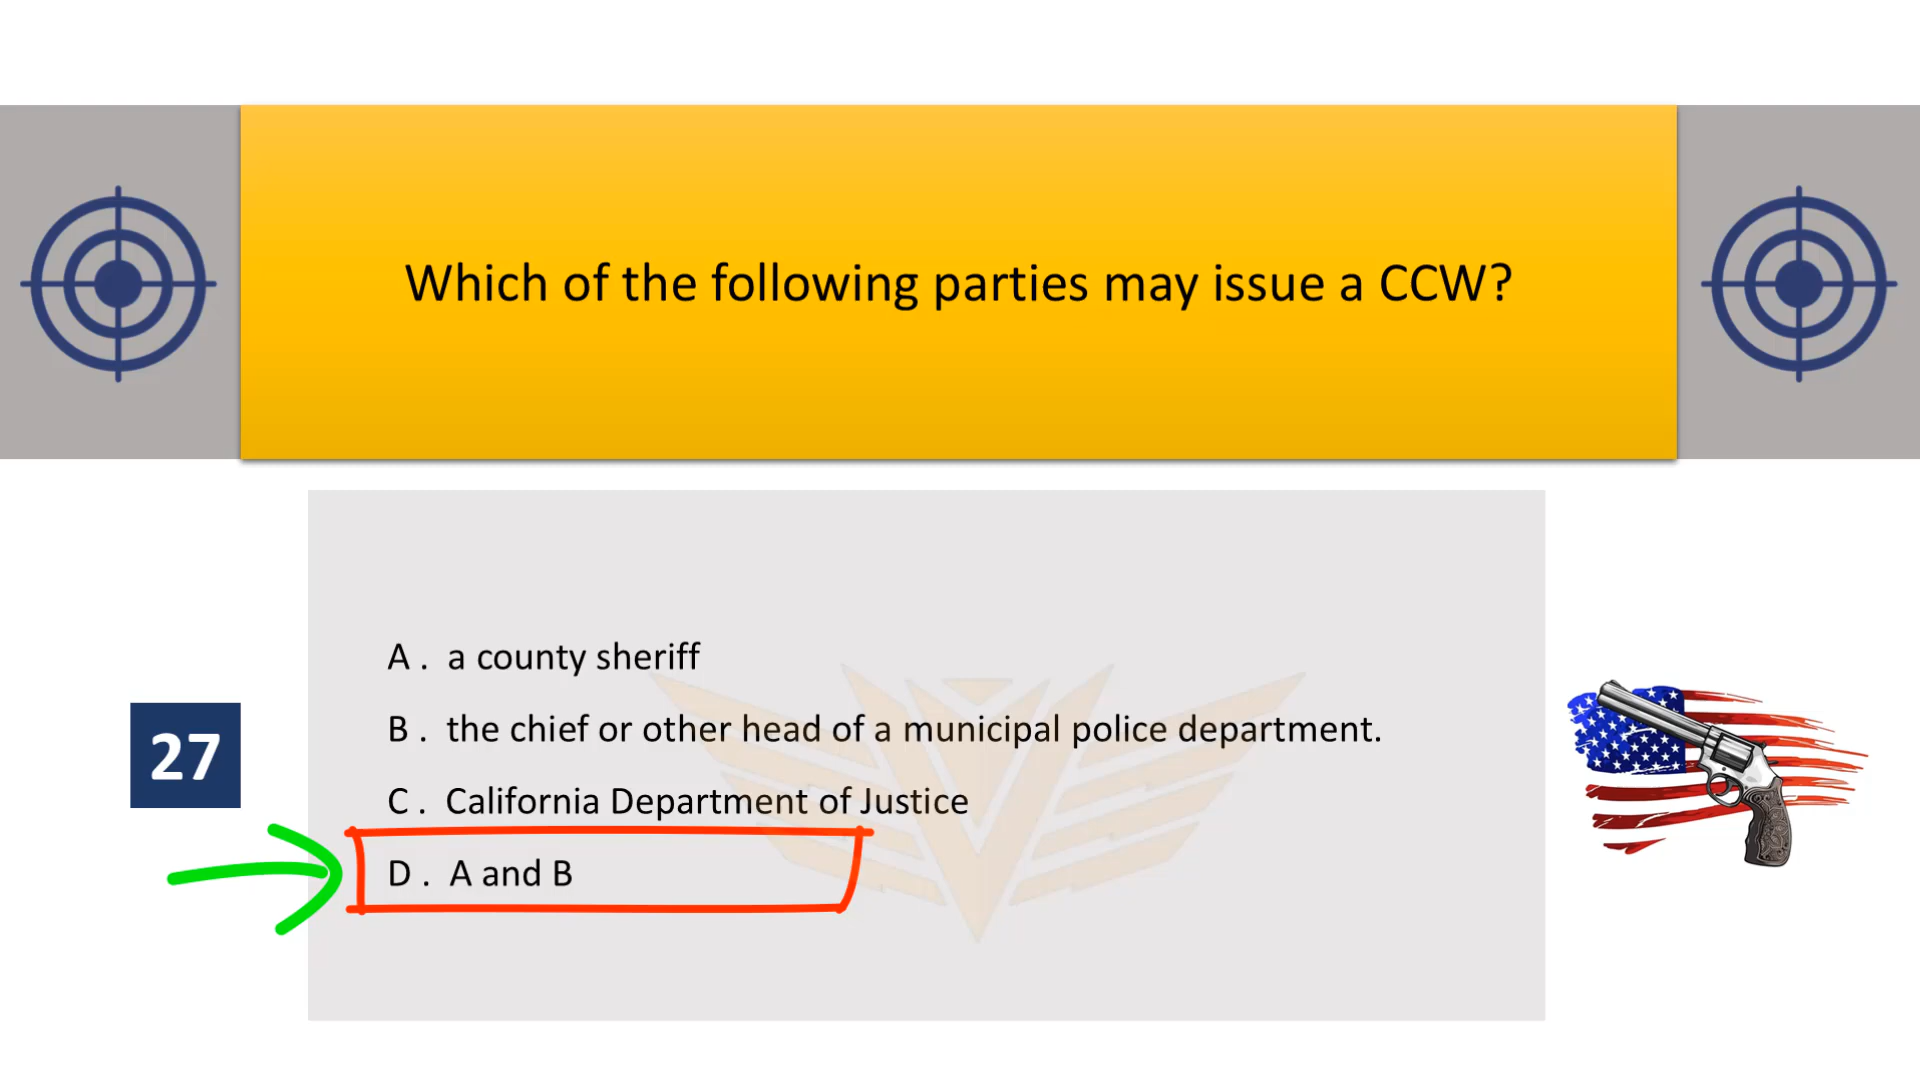 Which of the following parties may issue a CCW?
A . a county sheriff
B . the chief or other head of a municipal police department.
27
C . California Department of Justice
D . A and B